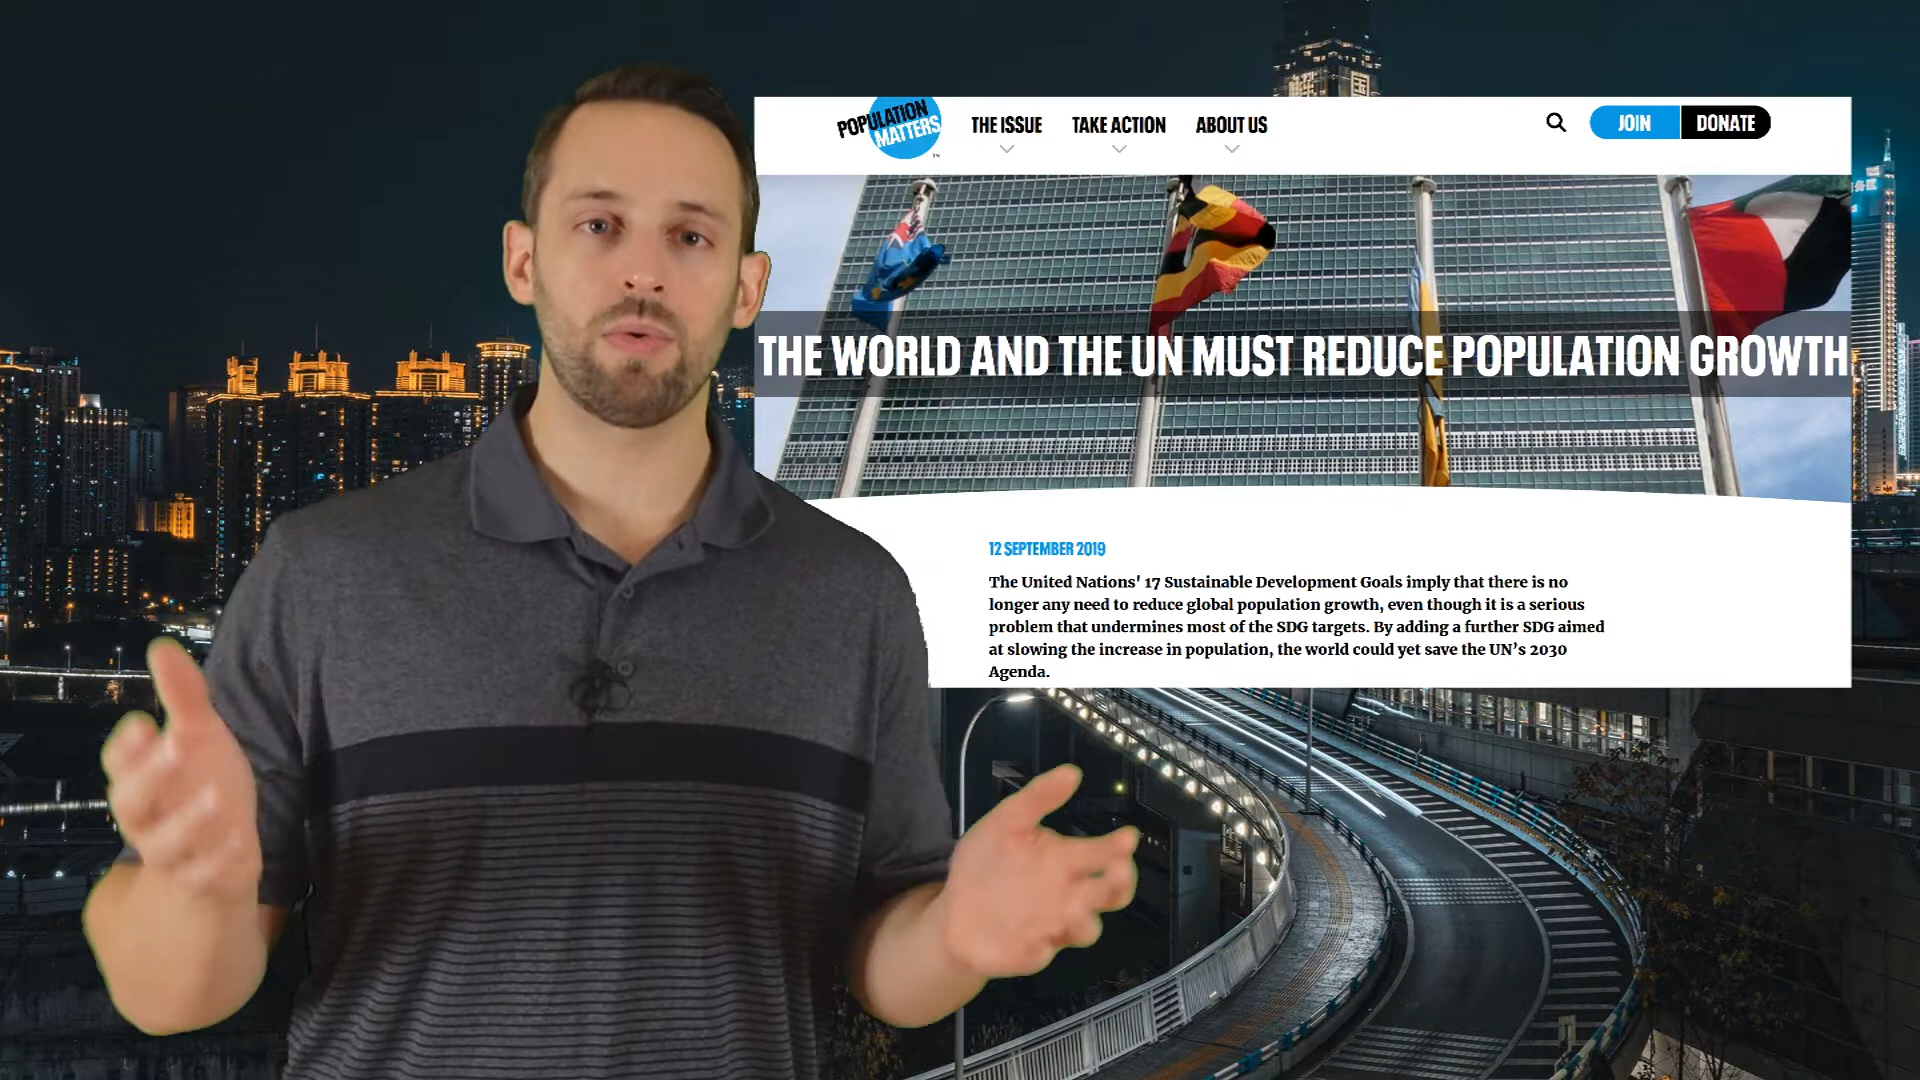 POPULATION
MATTERS
TM
THE ISSUE
TAKE ACTION
ABOUT US
JOIN
DONATE
THE WORLD AND THE UN MUST REDUCE POPULATION GROWTH
12 SEPTEMBER 2019
The United Nations' 17 Sustainable Development Goals imply that there is no
longer any need to reduce global population growth, even though it is a serious
problem that undermines most of the SDG targets. By adding a further SDG aimed
at slowing the increase in population, the world could yet save the UN’s 2030
Agenda.